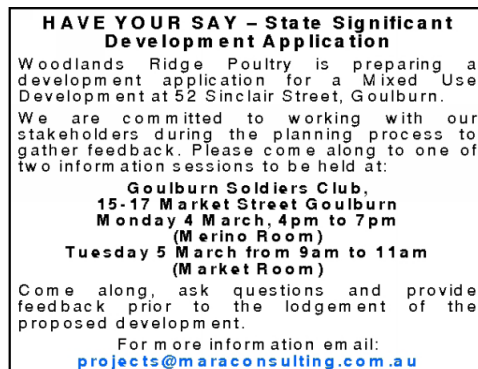 HAVE YOUR SAY – State Significant
Development Application
Woodlands Ridge Poultry is preparing a
development application for a Mixed Use
Development at 52 Sinclair Street, Goulburn.
We are committed to working with our
stakeholders during the planning process to
gather feedback. Please come along to one of
two information sessions to be held at:
Goulburn Soldiers Club,
15-17 Market Street Goulburn
Monday 4 March, 4pm to 7pm
(Merino Room)
Tuesday 5 March from 9am to 11am
(Market Room)
Come along, ask questions and provide
feedback prior to the lodgement of the
proposed development.
For more information email:
projects@maraconsulting.com.au